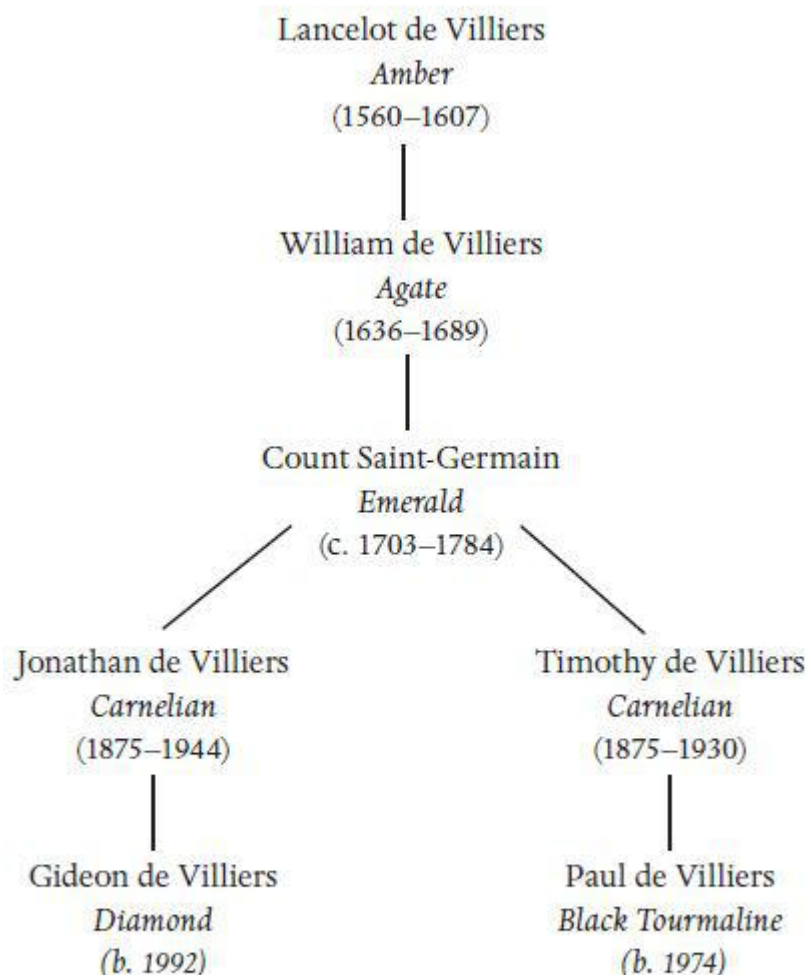 Lancelot de Villiers
Amber
(1560–1607)
William de Villiers
Agate
(1636–1689)
Count Saint-Germain
Emerald
(c. 1703–1784)
Jonathan de Villiers
Carnelian
(1875–1944)
Timothy de Villiers
Carnelian
(1875–1930)
Gideon de Villiers
Diamond
(b. 1992)
Paul de Villiers
Black Tourmaline
(b. 1974)